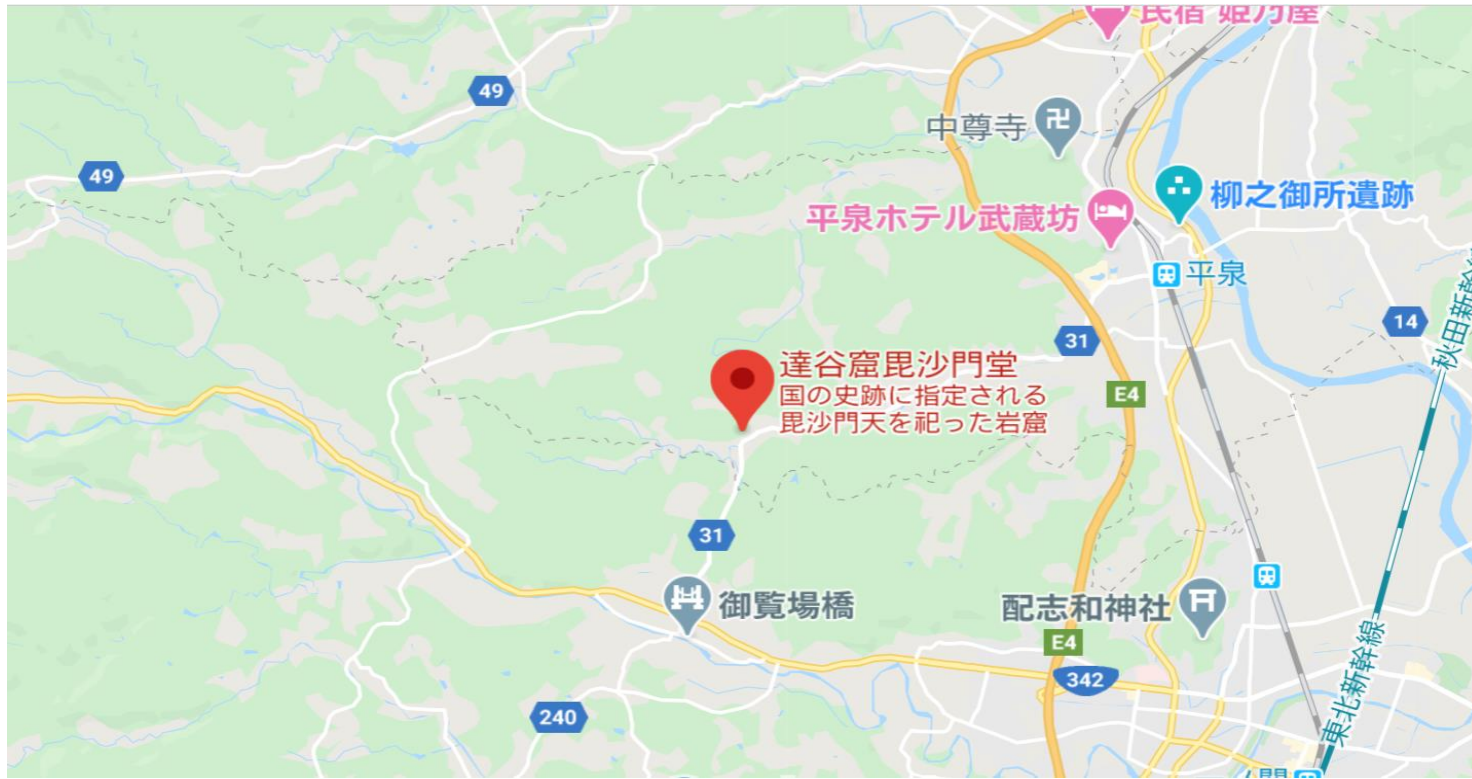 民宿 姫乃屋
49
中尊寺
卍
49
柳之御所遺跡
平泉ホテル武蔵坊
平泉
14
31
秋田新幹線
達谷窟毘沙門堂
国の史跡に指定される
毘沙門天を祀った岩窟
E4
31
御覧場橋
配志和神社
E4
342
東北新幹線
240